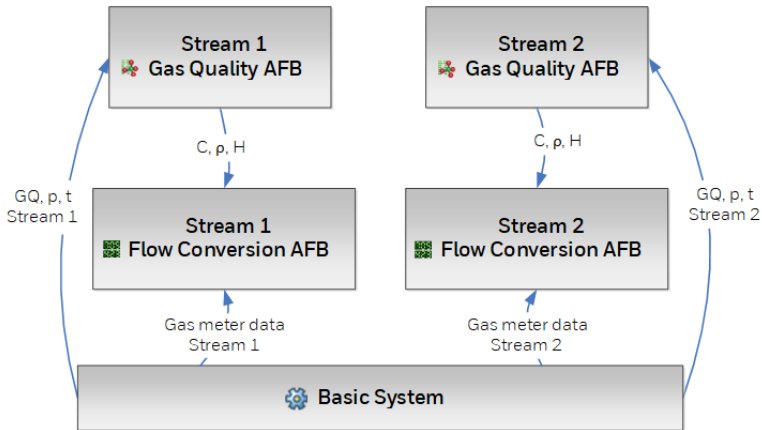 Stream 1
Gas Quality AFB
Stream 2
Gas Quality AFB
C, ρ, H
C, ρ, H
GQ, p, t
Stream 1
GQ, p, t
Stream 2
Stream 1
Flow Conversion AFB
Stream 2
Flow Conversion AFB
Gas meter data
Stream 1
Gas meter data
Stream 2
Basic System